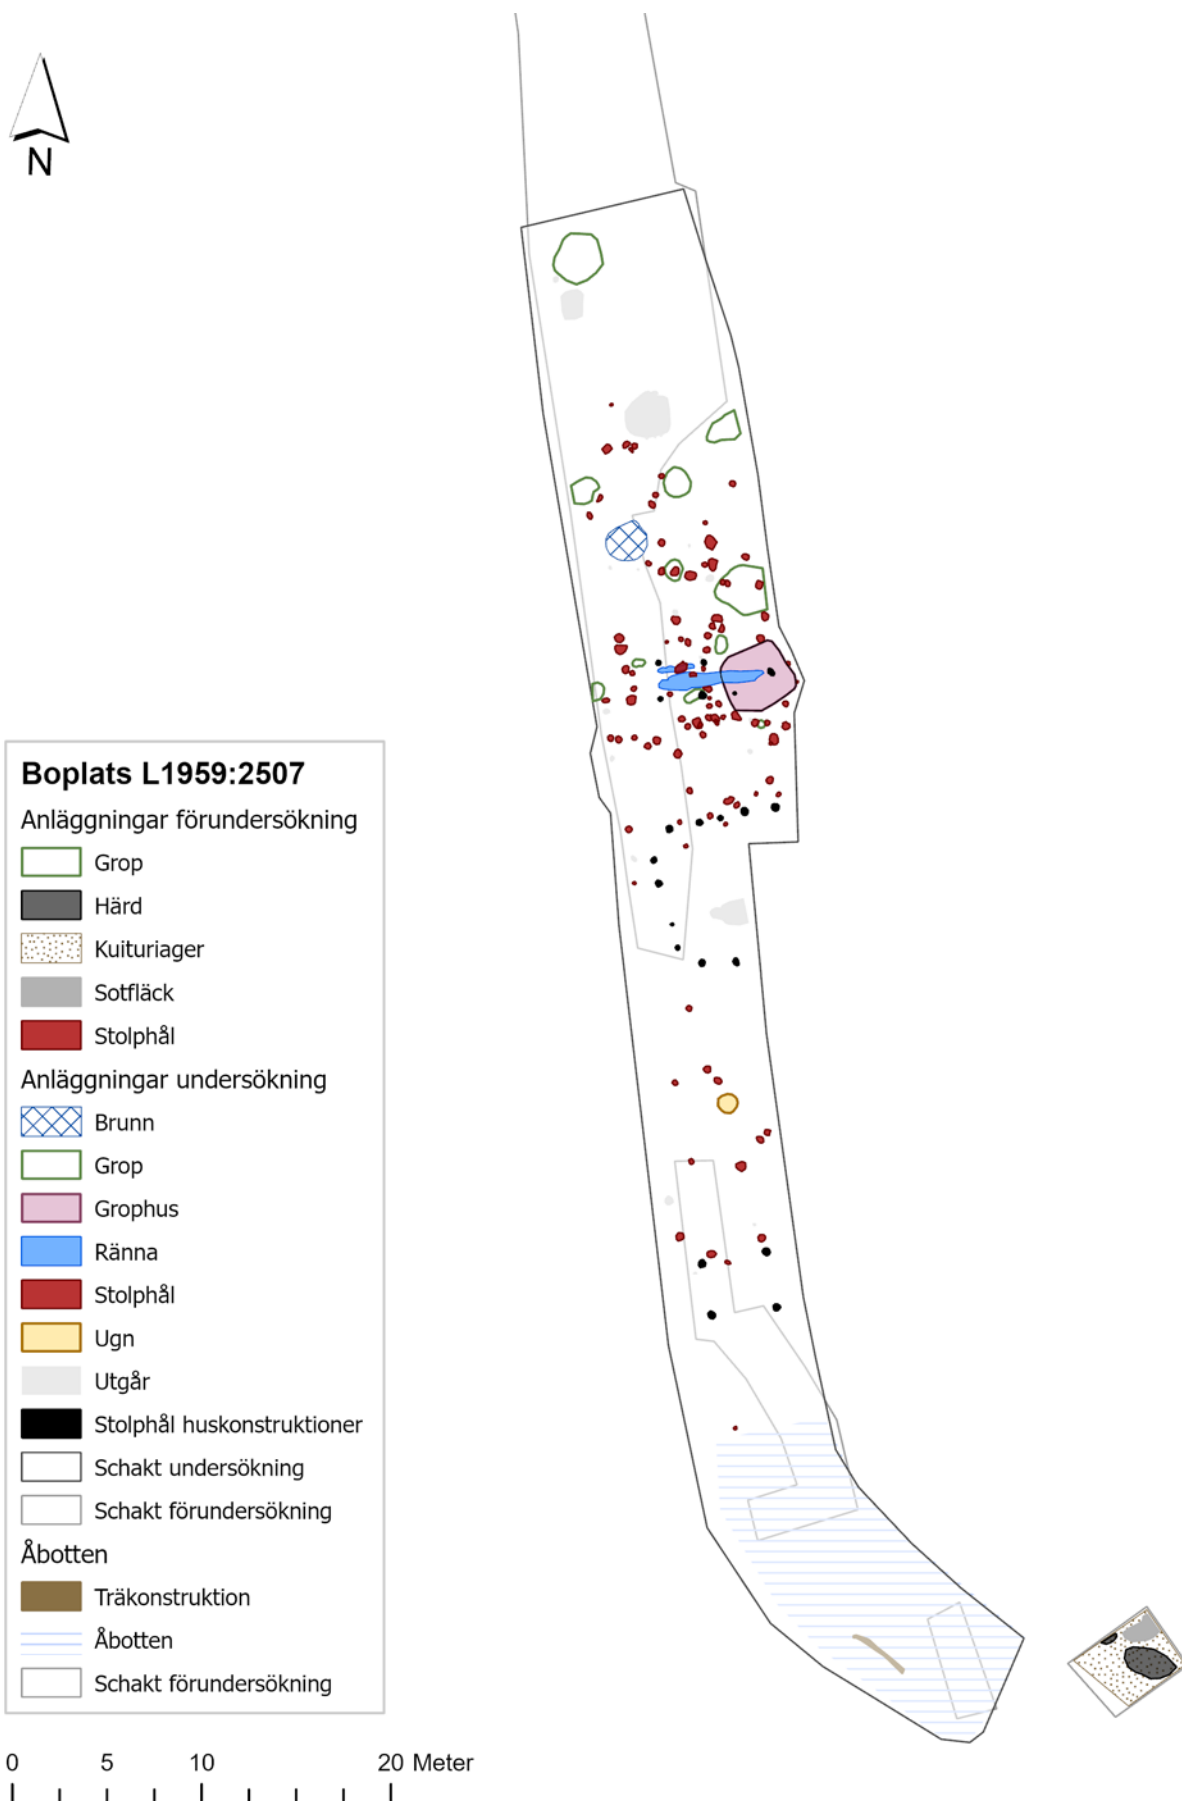 N
Boplats L1959:2507
Anläggningar förundersökning
Grop
Härd
Kuituriager
Sotfläck
Stolphål
Anläggningar undersökning
Brunn
Grop
Grophus
Ränna
Stolphål
Ugn
Utgår
Stolphål huskonstruktioner
Schakt undersökning
Schakt förundersökning
Åbotten
Träkonstruktion
Åbotten
Schakt förundersökning
0 5 10 20 Meter